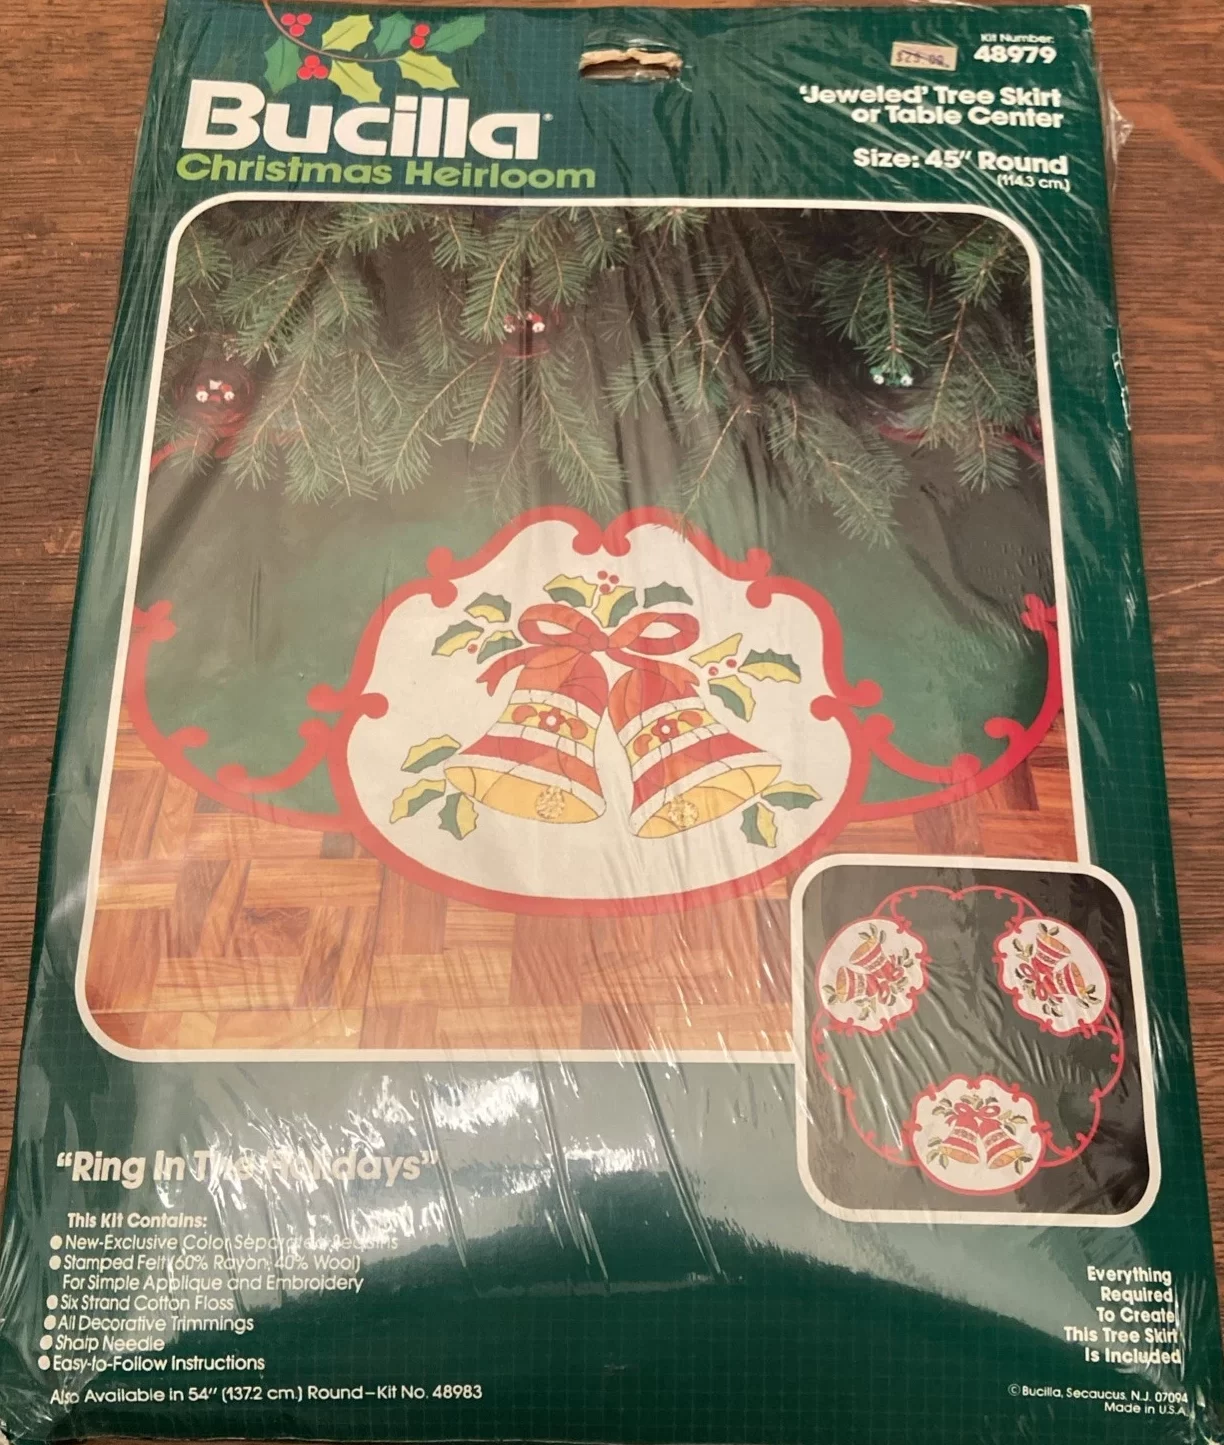 Bucilla®
Christmas Heirloom
Kit Number:
48979
'Jeweled' Tree Skirt
or Table Center
Size: 45" Round
(114.3 cm.)
"Ring In The Holidays"
This Kit Contains:
● New-Exclusive Color Separated Sequins
● Stamped Felt (60% Rayon, 40% Wool)
For Simple Applique and Embroidery
● Six Strand Cotton Floss
● All Decorative Trimmings
● Sharp Needle
● Easy-to-Follow Instructions
Also Available in 54" (137.2 cm.) Round–Kit No. 48983
Everything
Required
To Create
This Tree Skirt
Is Included
©Bucilla, Secaucus, N.J. 07094
Made in U.S.A.